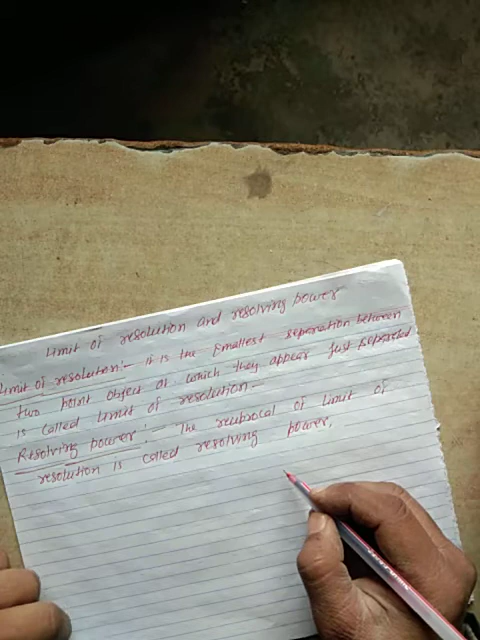 Limit of resolution and resolving power
Limit of resolution:- it is the smallest seperation between
two point object at which they appear just seperated
is called limit of resolution-
Resolving power:- The reciprocal of limit of
resolution is called resolving power.